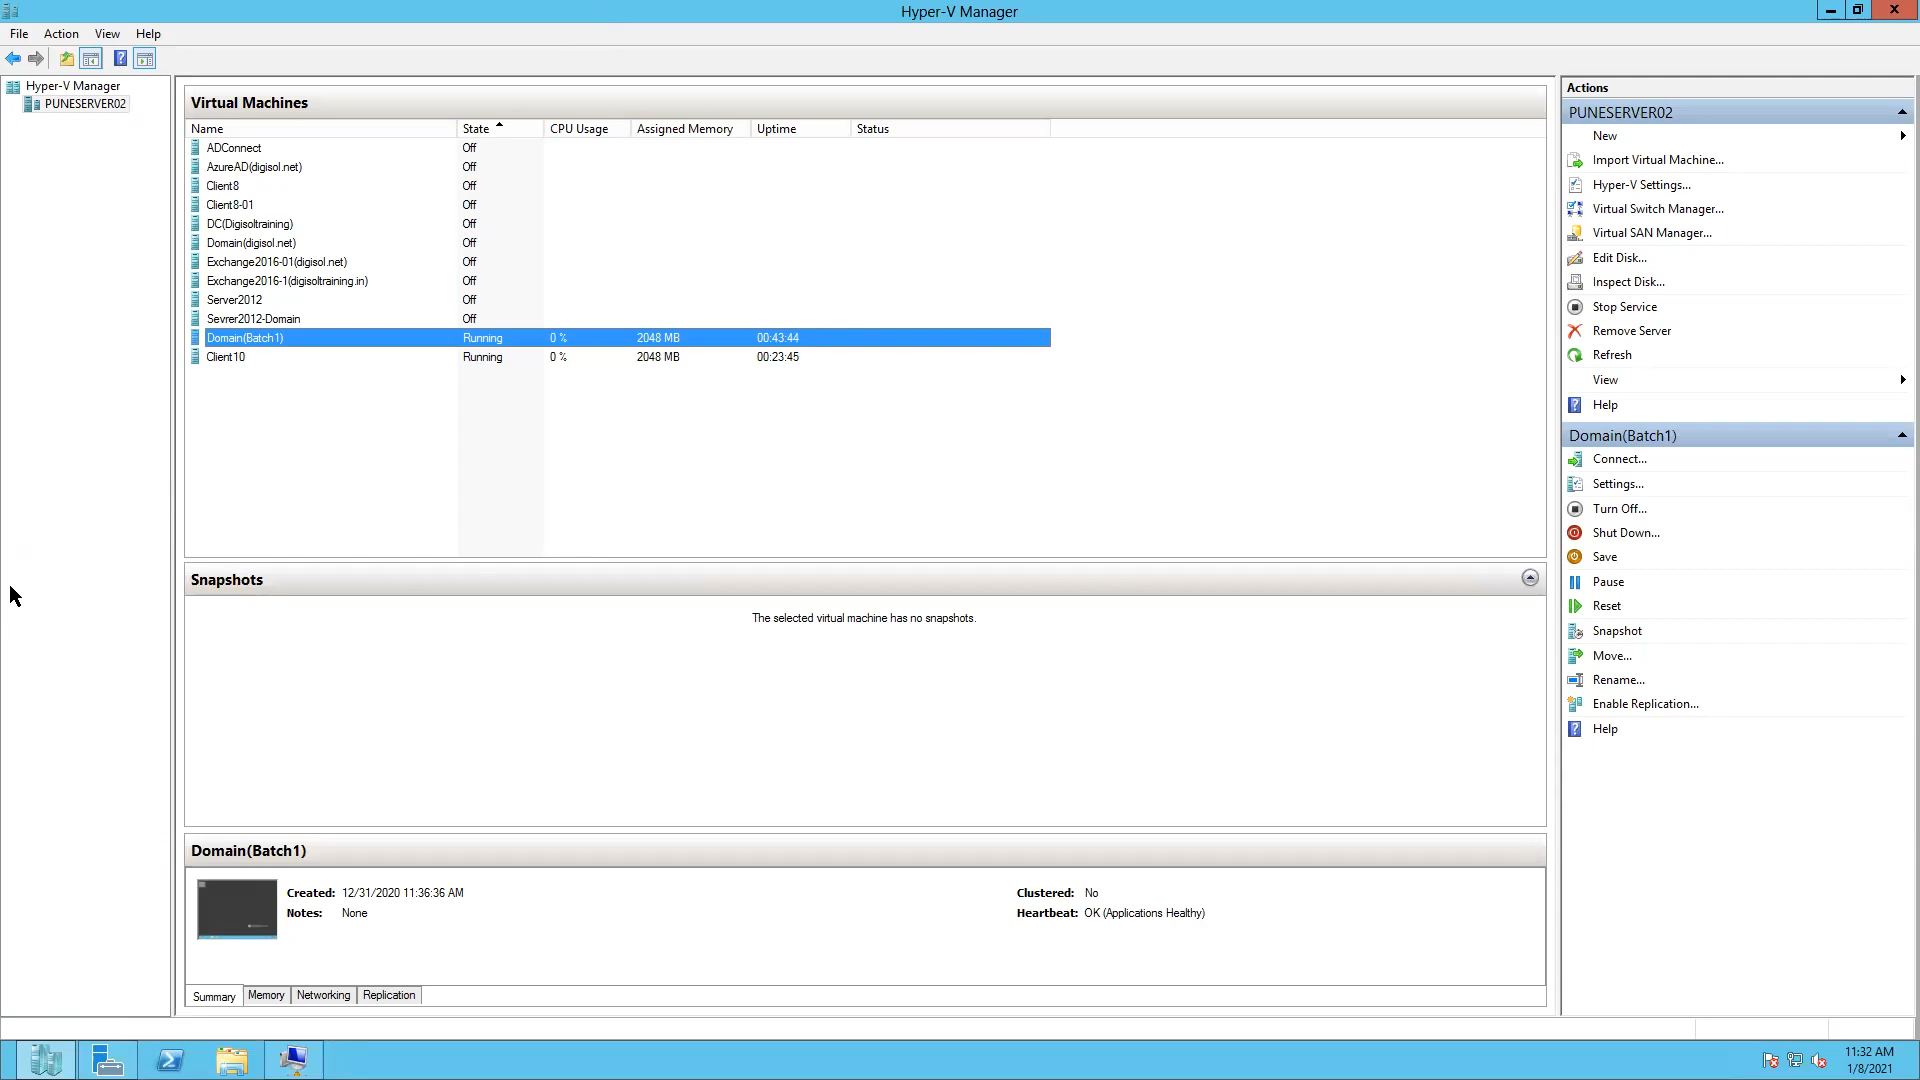 Hyper-V Manager
File Action View Help
Hyper-V Manager
PUNESERVER02
Virtual Machines
Name State CPU Usage Assigned Memory Uptime Status
ADConnect Off
AzureAD(digisol.net) Off
Client8 Off
Client8-01 Off
DC(Digisoltraining) Off
Domain(digisol.net) Off
Exchange2016-01(digisol.net) Off
Exchange2016-1(digisoltraining.in) Off
Server2012 Off
Sevrer2012-Domain Off
Domain(Batch1) Running 0 % 2048 MB 00:43:44
Client10 Running 0 % 2048 MB 00:23:45
Snapshots
The selected virtual machine has no snapshots.
Domain(Batch1)
Created: 12/31/2020 11:36:36 AM Clustered: No
Notes: None Heartbeat: OK (Applications Healthy)
Summary Memory Networking Replication
Actions
PUNESERVER02
New
Import Virtual Machine...
Hyper-V Settings...
Virtual Switch Manager...
Virtual SAN Manager...
Edit Disk...
Inspect Disk...
Stop Service
Remove Server
Refresh
View
Help
Domain(Batch1)
Connect...
Settings...
Turn Off...
Shut Down...
Save
Pause
Reset
Snapshot
Move...
Rename...
Enable Replication...
Help
11:32 AM
1/8/2021